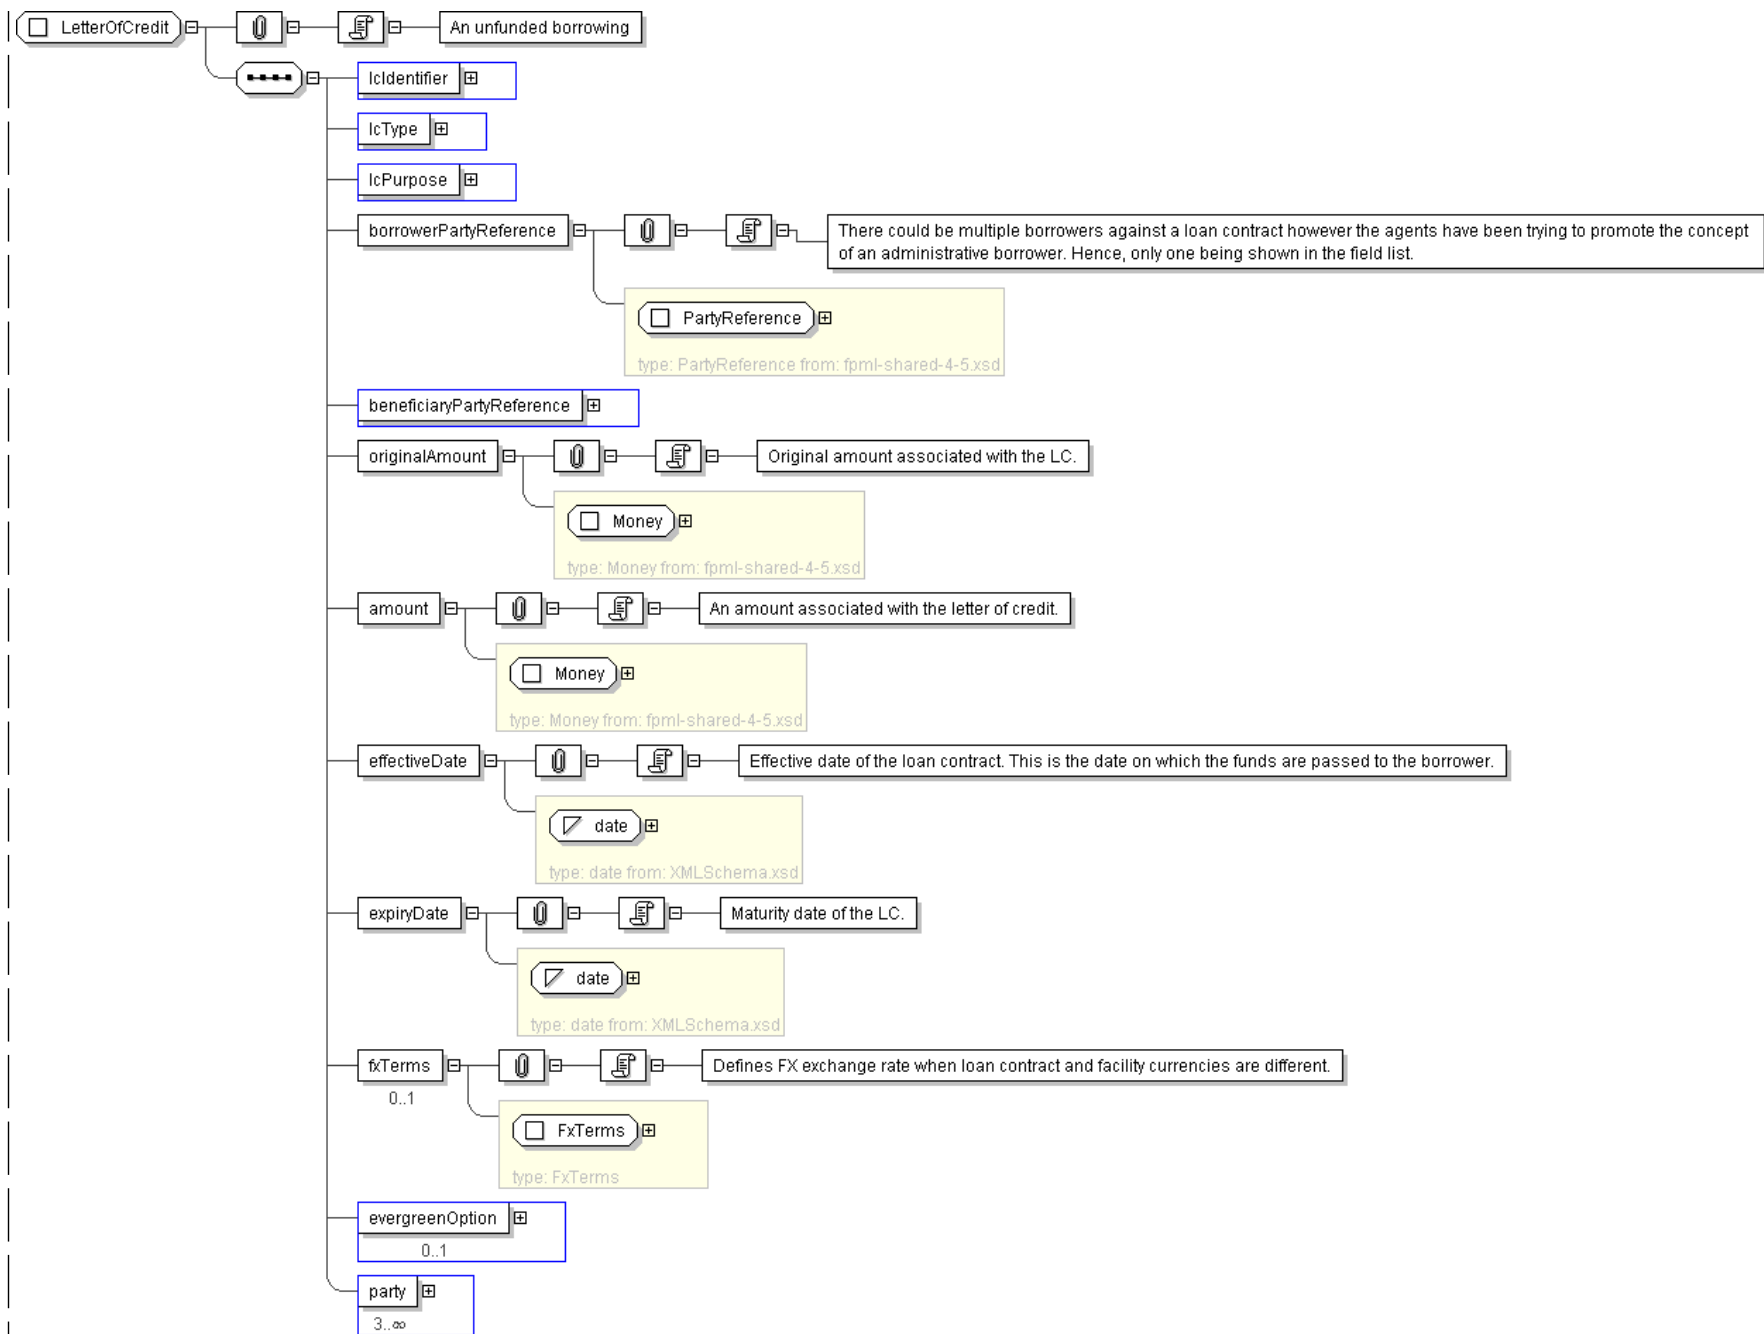 LetterOfCredit
An unfunded borrowing
lcIdentifier
lcType
lcPurpose
borrowerPartyReference
There could be multiple borrowers against a loan contract however the agents have been trying to promote the concept
of an administrative borrower. Hence, only one being shown in the field list.
PartyReference
type: PartyReference from: fpml-shared-4-5.xsd
beneficiaryPartyReference
originalAmount
Original amount associated with the LC.
Money
type: Money from: fpml-shared-4-5.xsd
amount
An amount associated with the letter of credit.
Money
type: Money from: fpml-shared-4-5.xsd
effectiveDate
Effective date of the loan contract. This is the date on which the funds are passed to the borrower.
date
type: date from: XMLSchema.xsd
expiryDate
Maturity date of the LC.
date
type: date from: XMLSchema.xsd
fxTerms
Defines FX exchange rate when loan contract and facility currencies are different.
0..1
FxTerms
type: FxTerms
evergreenOption
0..1
party
3..∞